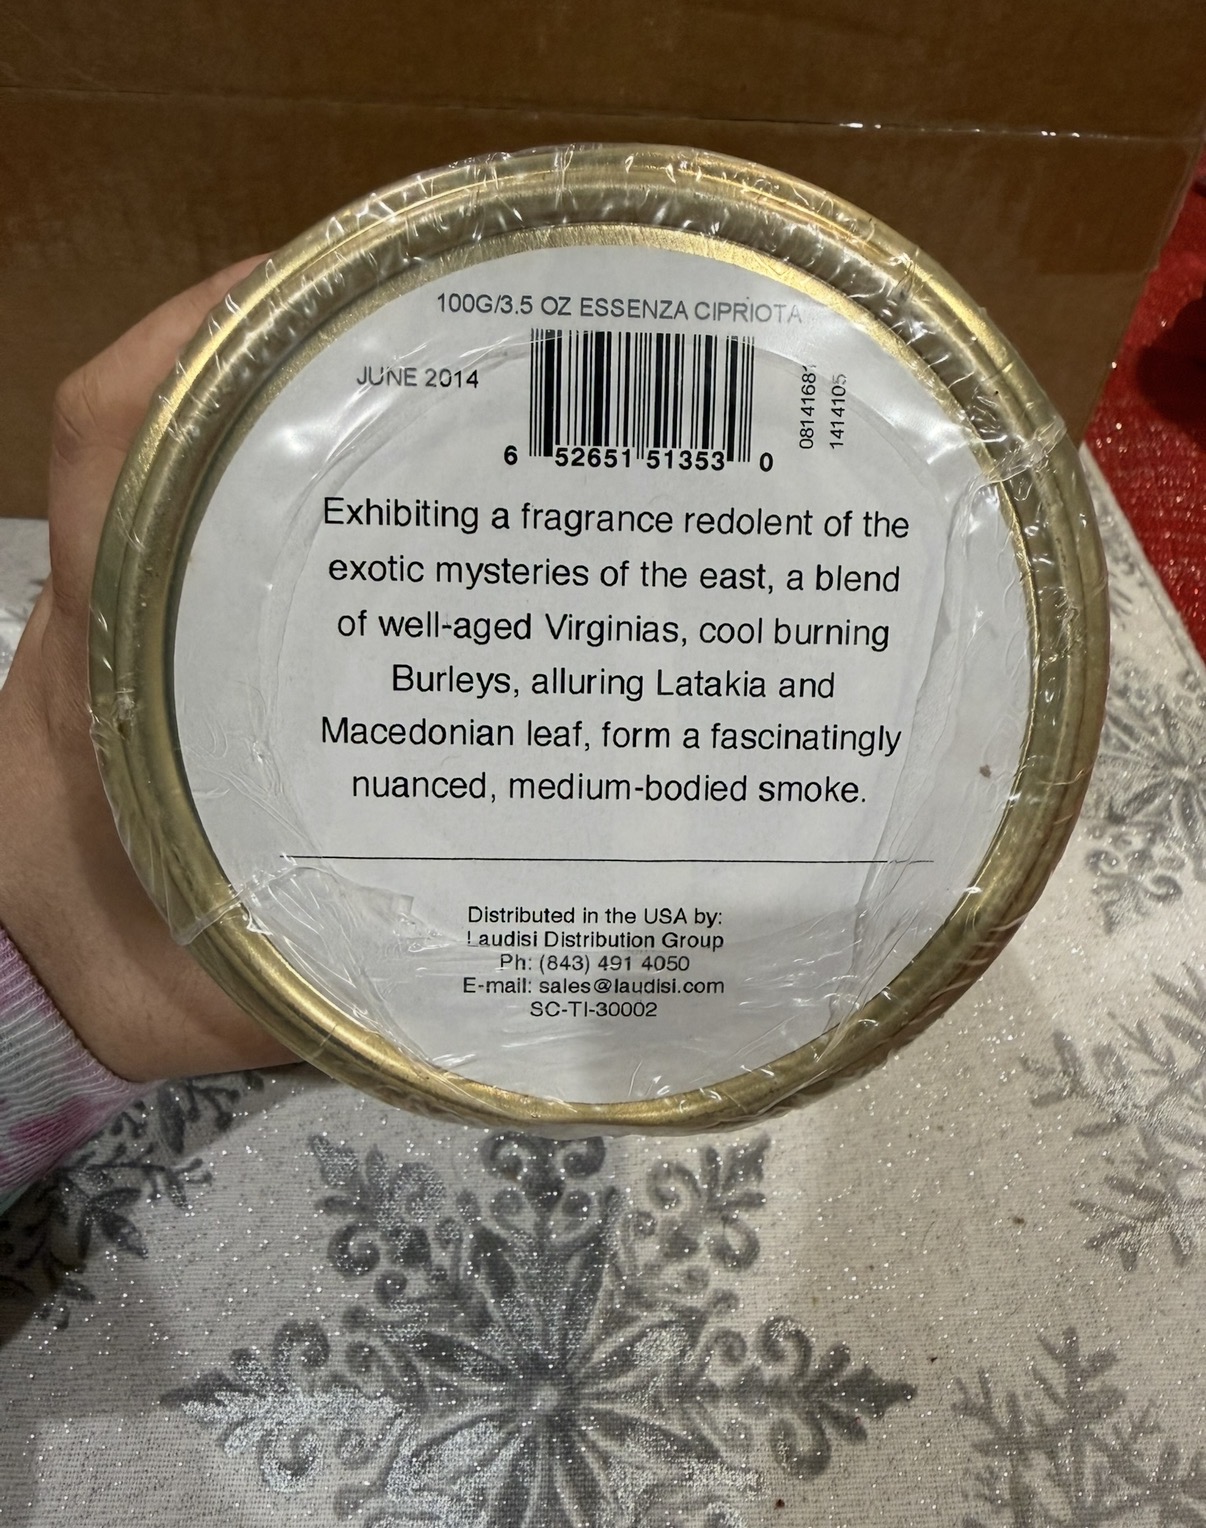 100G/3.5 OZ ESSENZA CIPRIOTA
JUNE 2014
6 52651 51353 0
1414105
Exhibiting a fragrance redolent of the
exotic mysteries of the east, a blend
of well-aged Virginias, cool burning
Burleys, alluring Latakia and
Macedonian leaf, form a fascinatingly
nuanced, medium-bodied smoke.
Distributed in the USA by:
Laudisi Distribution Group
Ph: (843) 491 4050
E-mail: sales@laudisi.com
SC-TI-30002